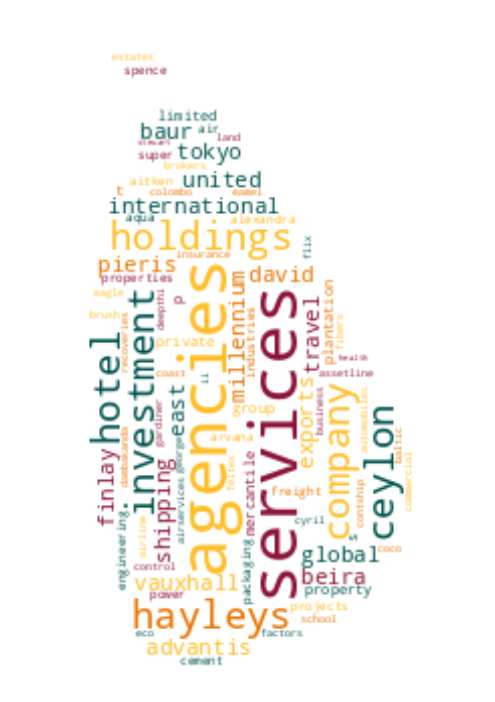 estates
spence
limited
baur
air
land
stewart
super
tokyo
brokers
aitken
united
t
colombo
eamel
international
aqua
alexandra
holdings
flix
insurance
pieris
david
properties
eagle
deepthi
p
millennium
industries
travel
plantation
fibers
brush
recoveries
investment
agencies
services
private
hotel
health
coast
ii
assetline
group
exports
business
company
automobiles
ceylon
east
gardiner
george
arvana
dambakanda
finlay
shipping
airservices
feltex
mercantile
baltic
commercial
freight
contship
engineering
airline
cyril
s
global
coco
control
packaging
vauxhall
beira
power
property
hayleys
projects
school
eco
factors
advantis
cement